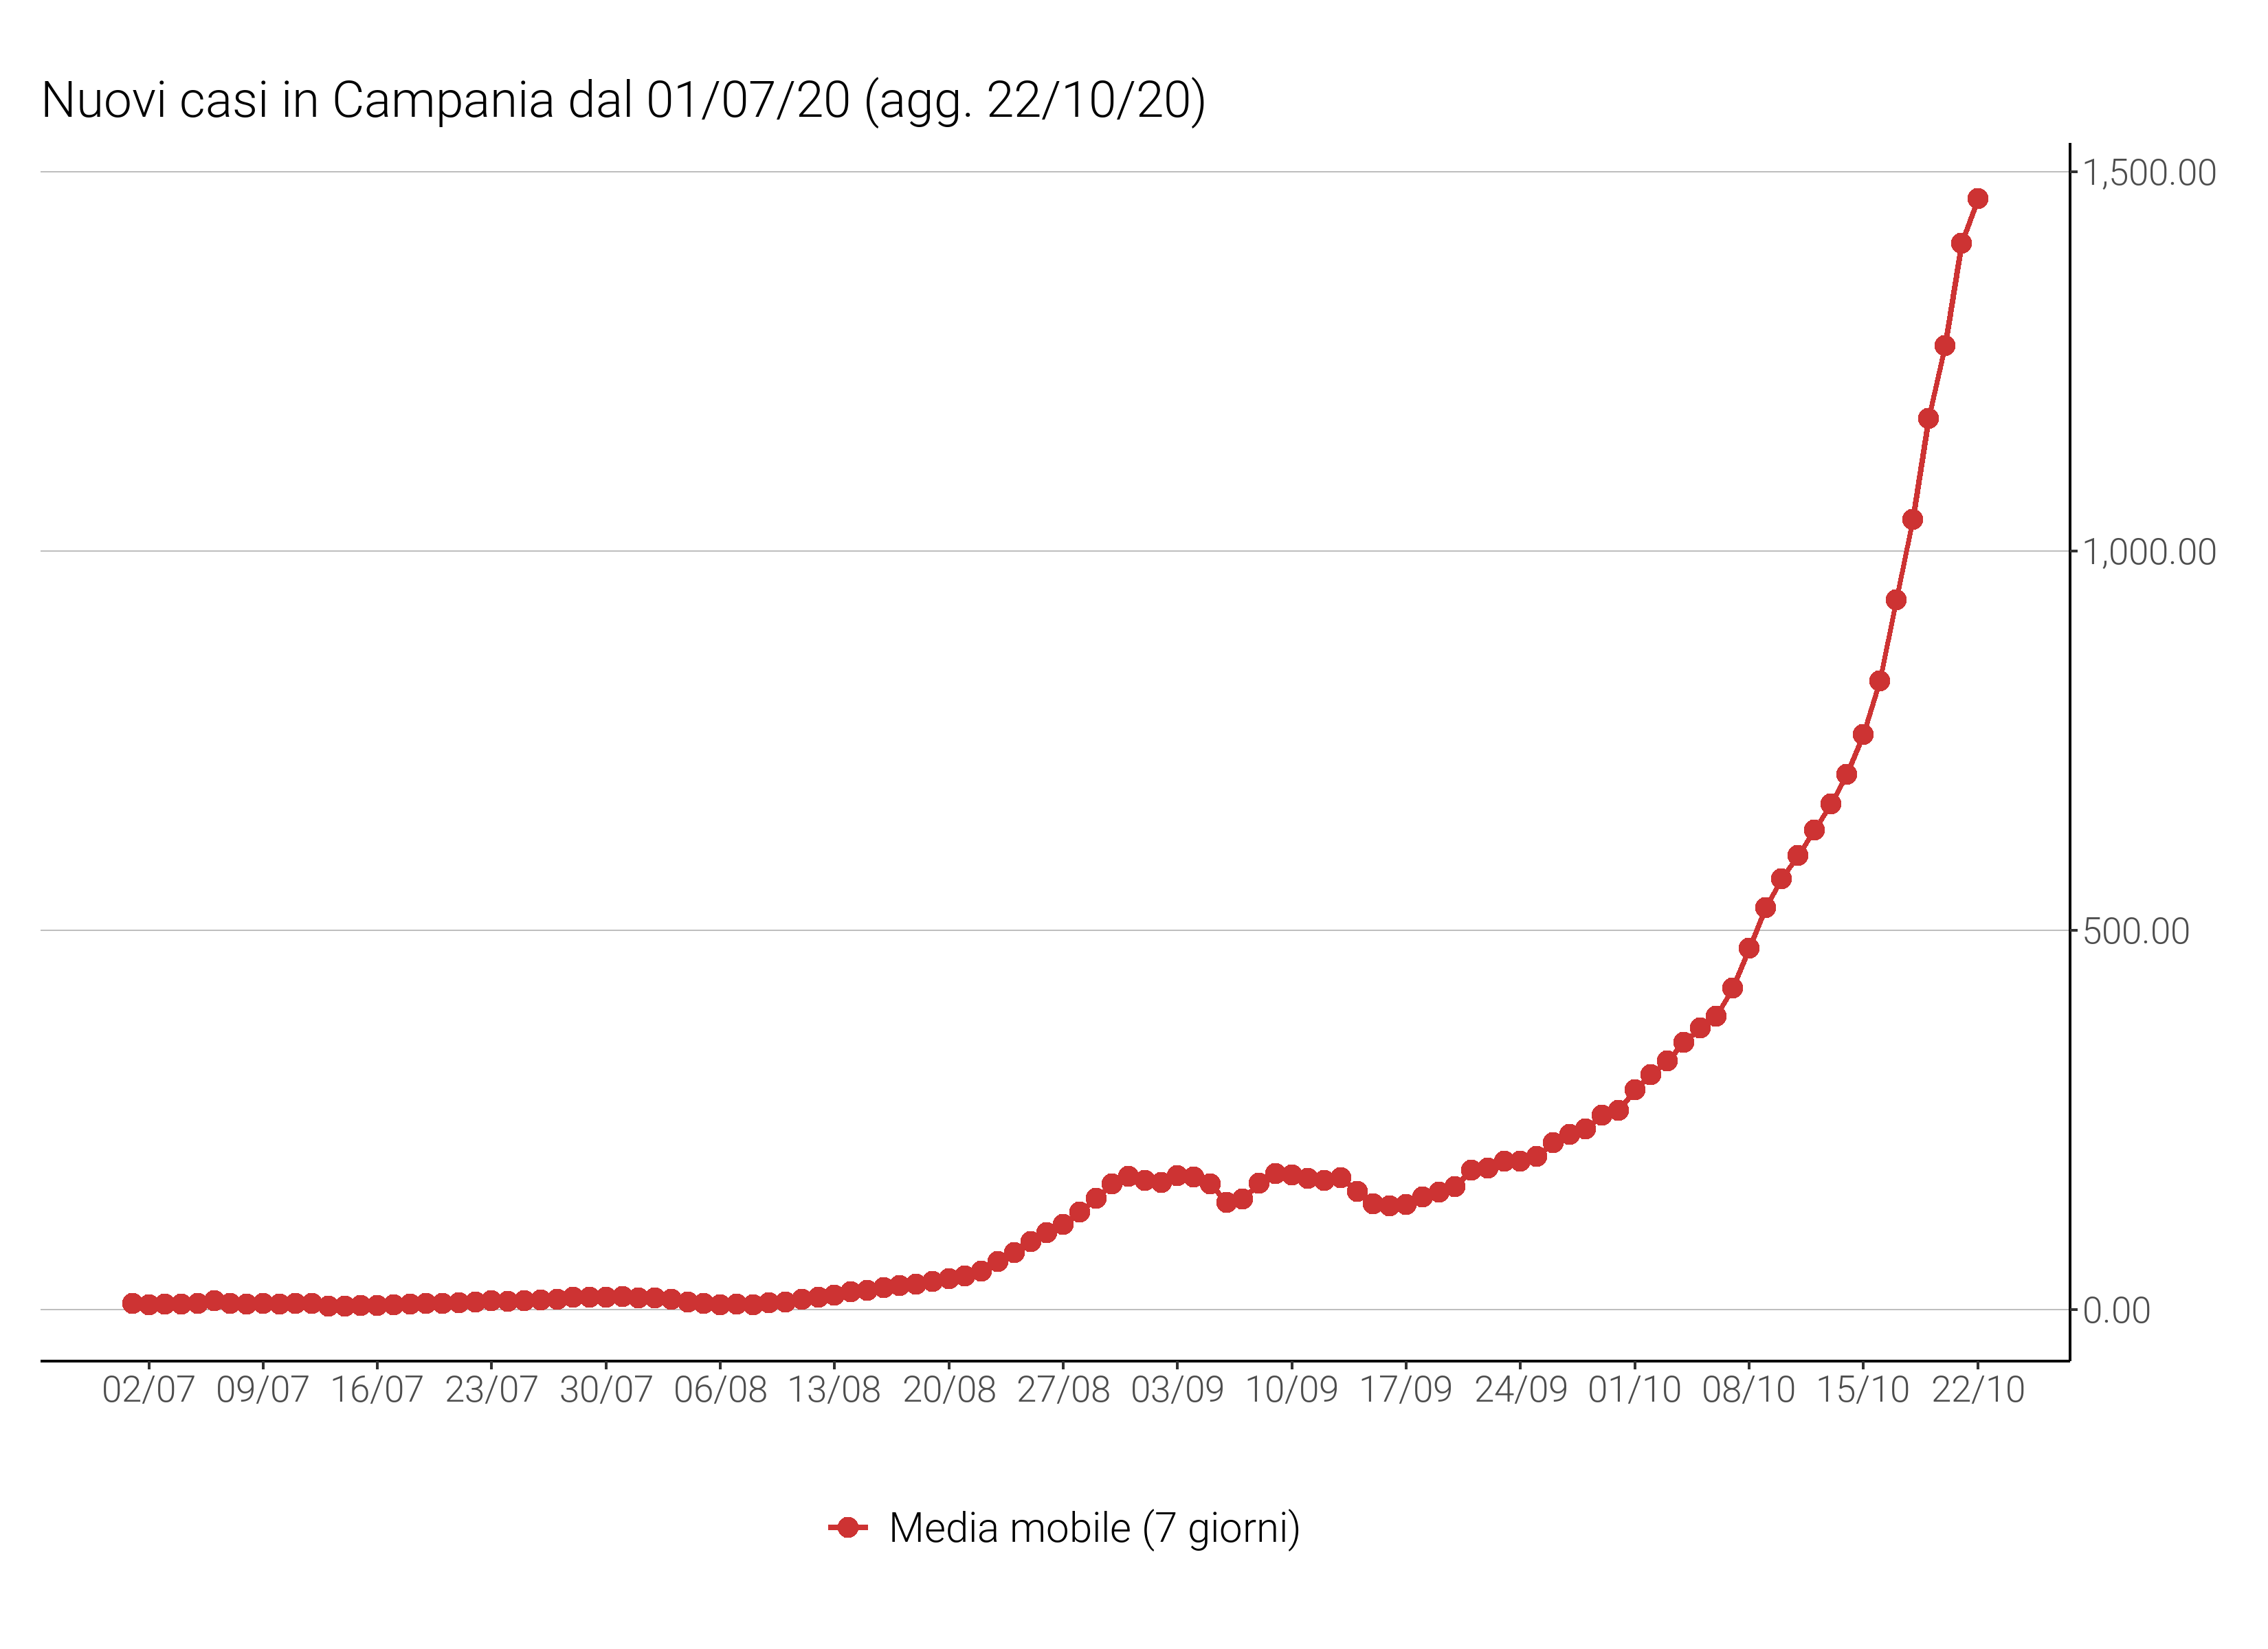 Nuovi casi in Campania dal 01/07/20 (agg. 22/10/20)
1,500.00
1,000.00
500.00
0.00
02/07 09/07 16/07 23/07 30/07 06/08 13/08 20/08 27/08 03/09 10/09 17/09 24/09 01/10 08/10 15/10 22/10
Media mobile (7 giorni)